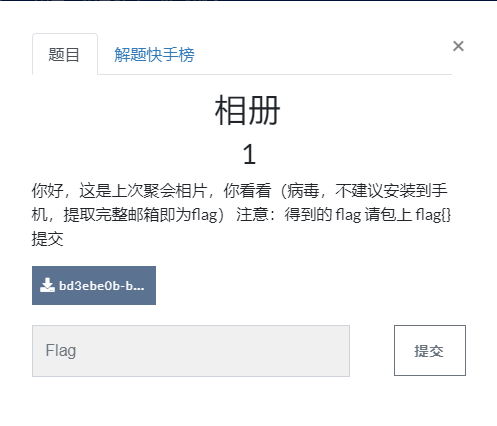 题目
解题快手榜
×
相册
1
你好，这是上次聚会相片，你看看（病毒，不建议安装到手
机，提取完整邮箱即为flag） 注意：得到的 flag 请包上 flag{}
提交
bd3ebe0b-b...
Flag
提交